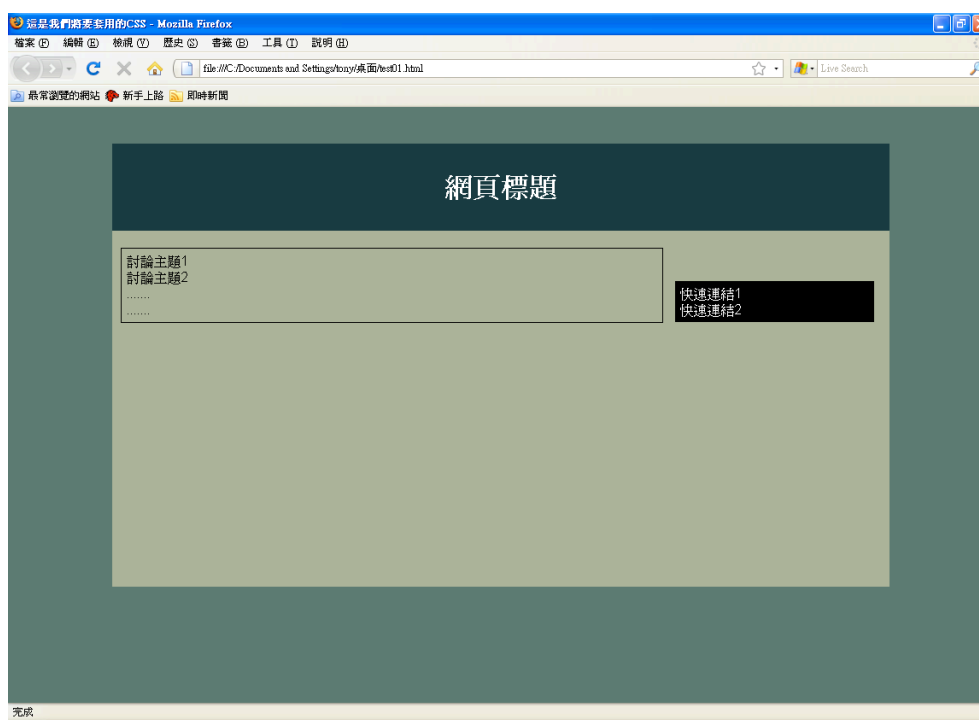 這是我們將要套用的CSS - Mozilla Firefox
檔案(F) 編輯(E) 檢視(V) 歷史(S) 書籤(B) 工具(T) 說明(H)
file:///C:/Documents and Settings/tony/桌面/test01.html
Live Search
最常瀏覽的網站 新手上路 即時新聞
網頁標題
討論主題1
討論主題2
.......
.......
快速連結1
快速連結2
完成